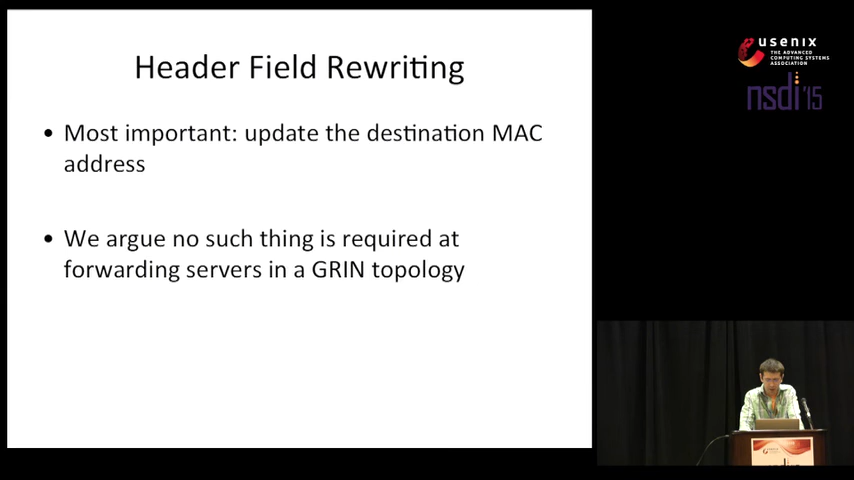 Header Field Rewriting
• Most important: update the destination MAC
address
• We argue no such thing is required at
forwarding servers in a GRIN topology
usenix
THE ADVANCED
COMPUTING SYSTEMS
ASSOCIATION
nsdi '15